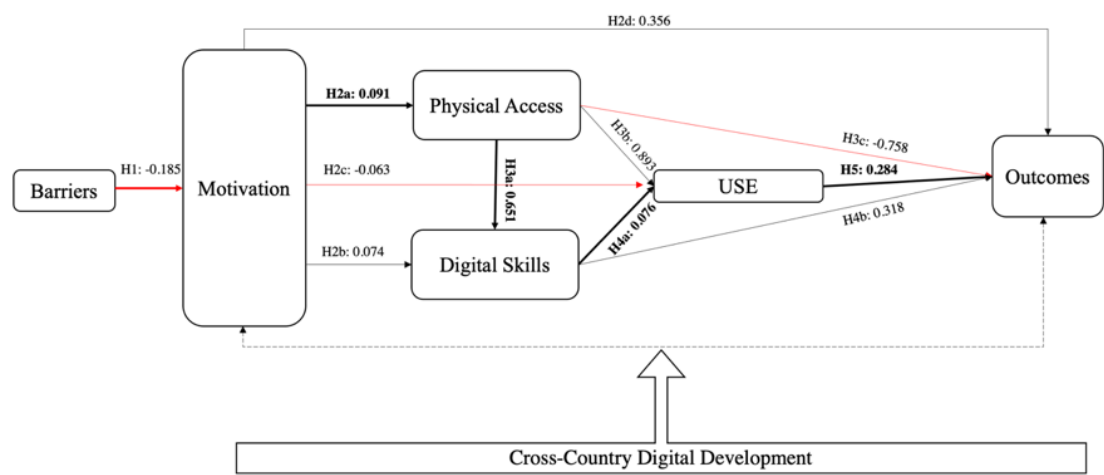 H2d: 0.356
H2a: 0.091
Physical Access
H3b: 0.893
H3c: -0.758
H1: -0.185
Barriers
Motivation
H2c: -0.063
H3a: 0.651
USE
H5: 0.284
Outcomes
H4a: 0.076
H4b: 0.318
H2b: 0.074
Digital Skills
Cross-Country Digital Development